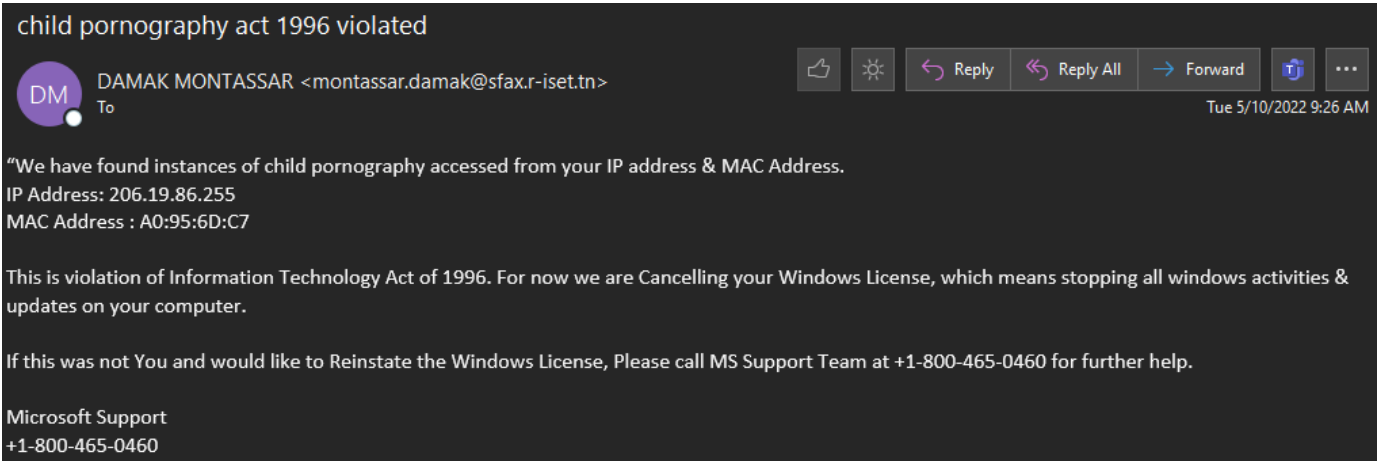 child pornography act 1996 violated
DM
DAMAK MONTASSAR <montassar.damak@sfax.r-iset.tn>
To
Reply
Reply All
Forward
Tue 5/10/2022 9:26 AM
“We have found instances of child pornography accessed from your IP address & MAC Address.
IP Address: 206.19.86.255
MAC Address : A0:95:6D:C7
This is violation of Information Technology Act of 1996. For now we are Cancelling your Windows License, which means stopping all windows activities &
updates on your computer.
If this was not You and would like to Reinstate the Windows License, Please call MS Support Team at +1-800-465-0460 for further help.
Microsoft Support
+1-800-465-0460